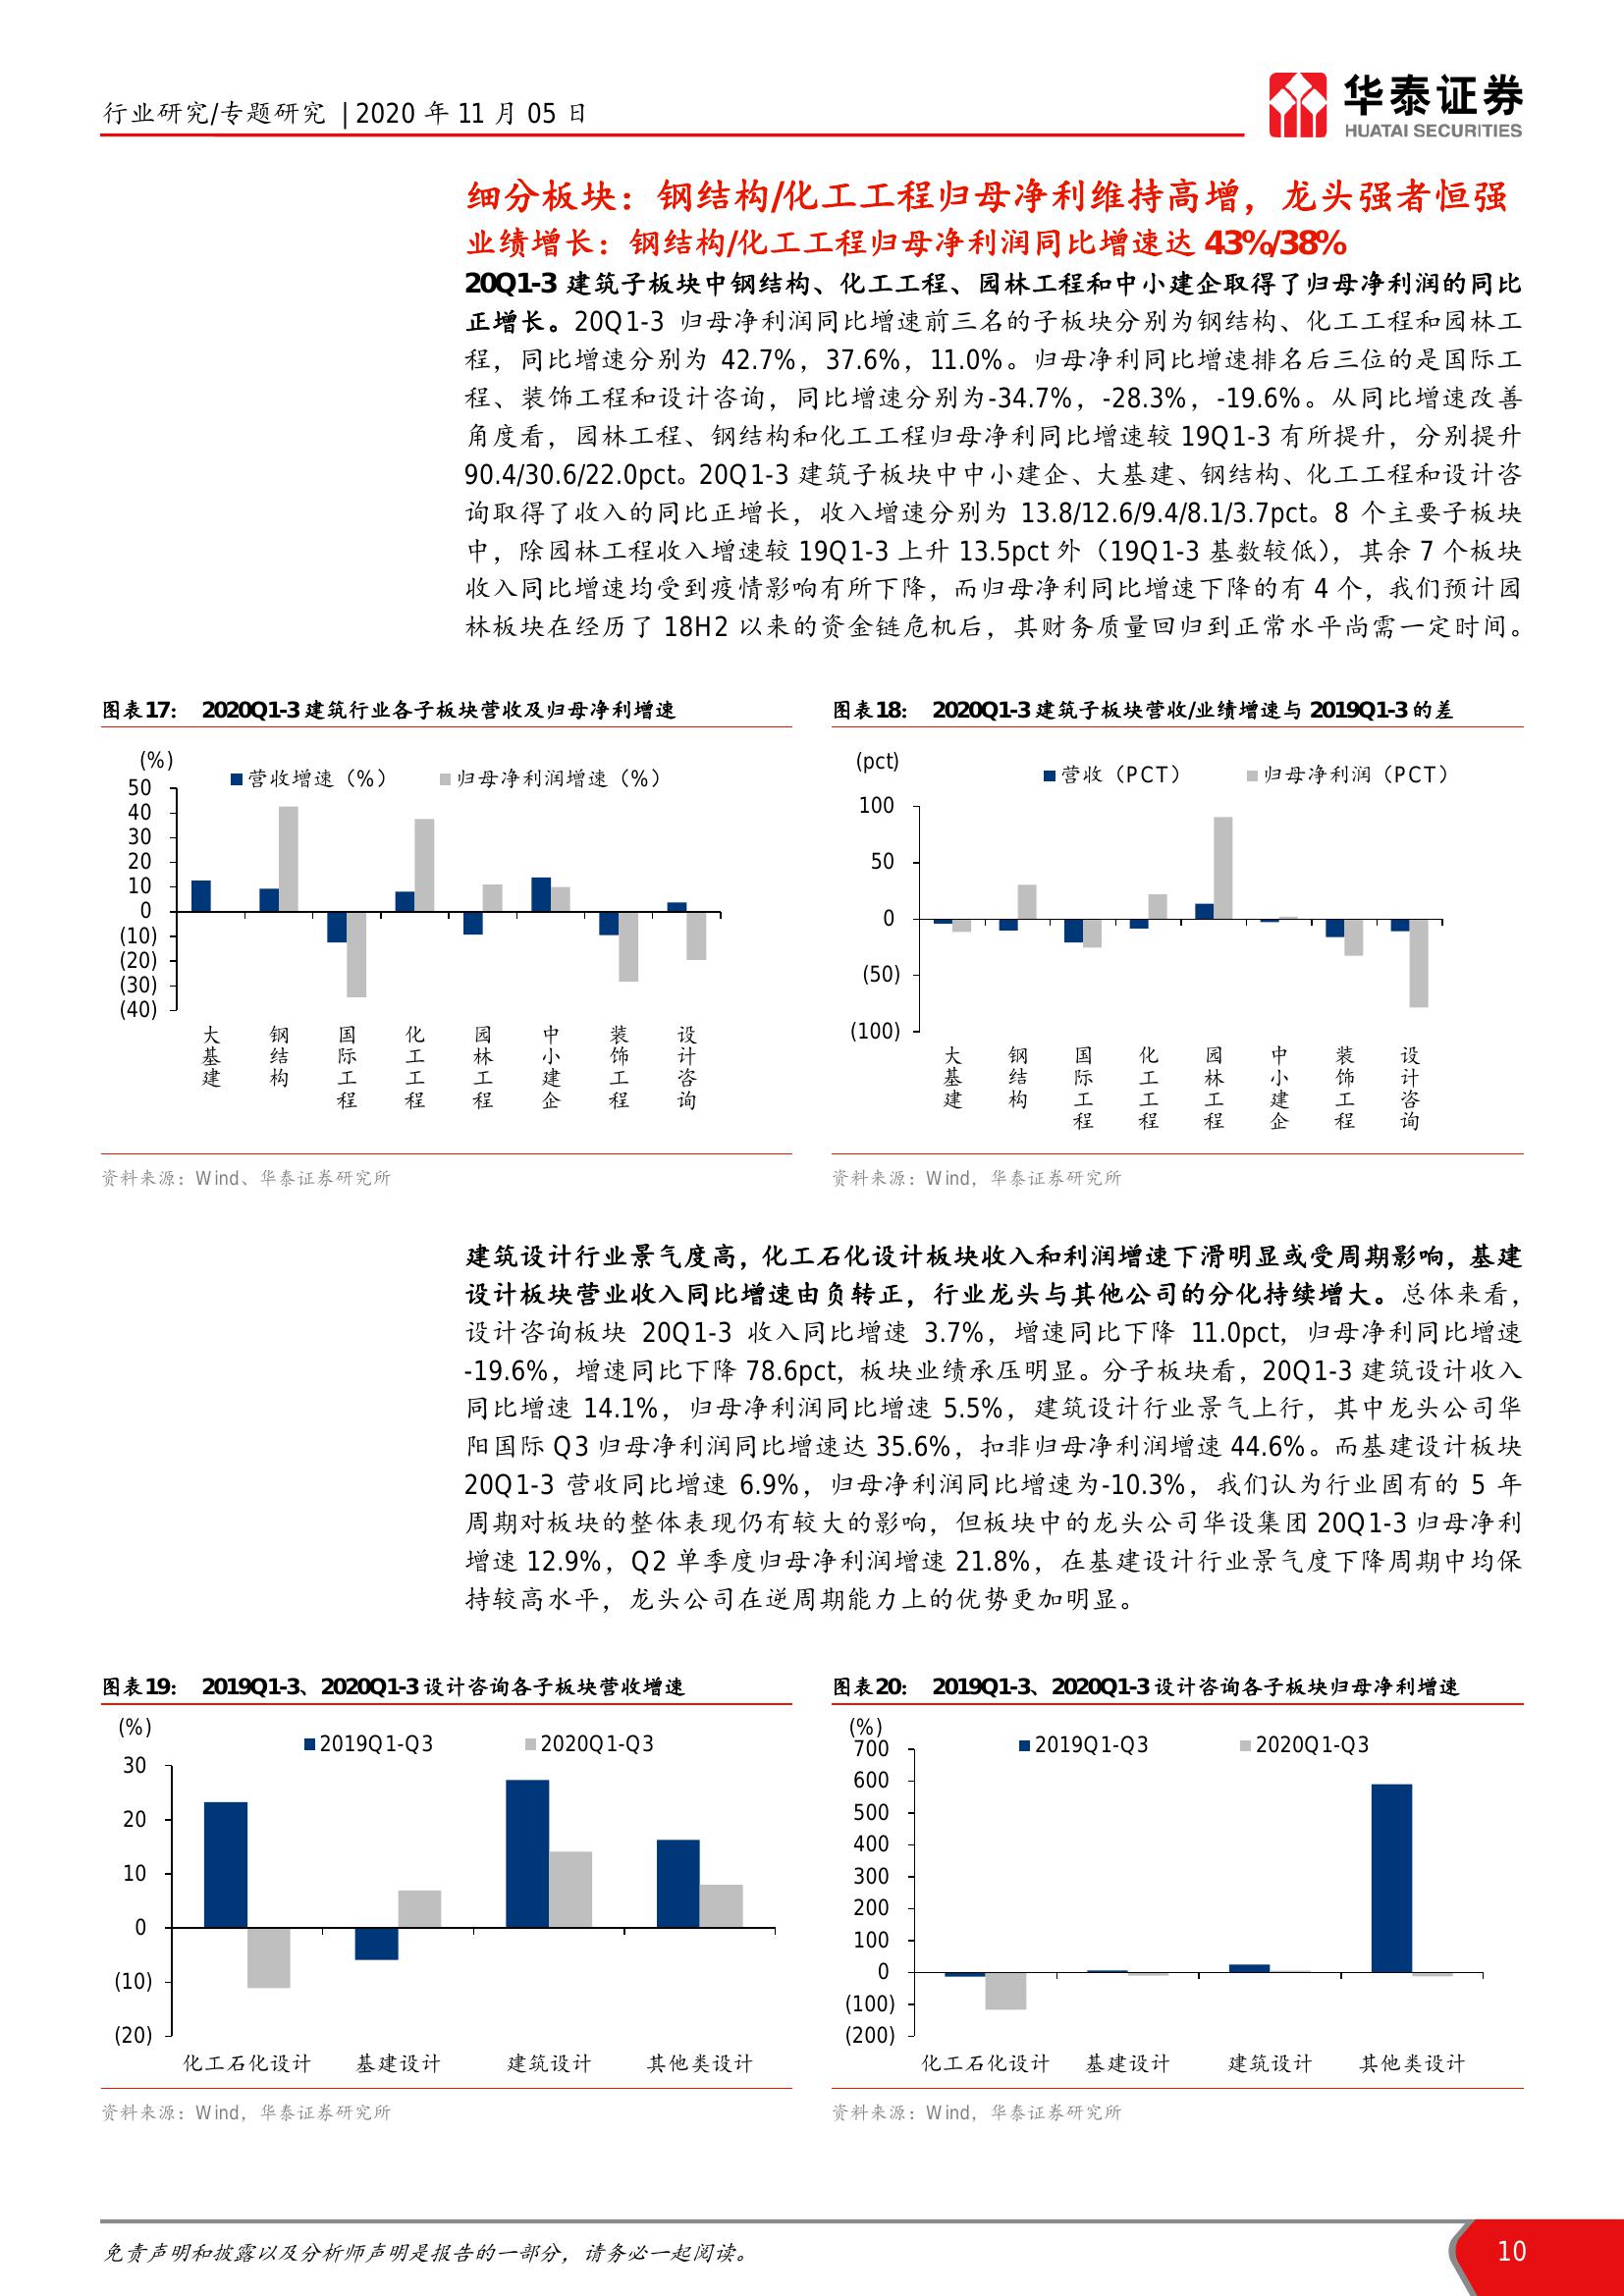 行业研究/专题研究 | 2020 年 11 月 05 日
华泰证券
HUATAI SECURITIES
细分板块：钢结构/化工工程归母净利维持高增，龙头强者恒强
业绩增长：钢结构/化工工程归母净利润同比增速达 43%/38%
20Q1-3 建筑子板块中钢结构、化工工程、园林工程和中小建企取得了归母净利润的同比
正增长。20Q1-3 归母净利润同比增速前三名的子板块分别为钢结构、化工工程和园林工
程，同比增速分别为 42.7%，37.6%，11.0%。归母净利同比增速排名后三位的是国际工
程、装饰工程和设计咨询，同比增速分别为-34.7%，-28.3%，-19.6%。从同比增速改善
角度看，园林工程、钢结构和化工工程归母净利同比增速较 19Q1-3 有所提升，分别提升
90.4/30.6/22.0pct。20Q1-3 建筑子板块中中小建企、大基建、钢结构、化工工程和设计咨
询取得了收入的同比正增长，收入增速分别为 13.8/12.6/9.4/8.1/3.7pct。8 个主要子板块
中，除园林工程收入增速较 19Q1-3 上升 13.5pct 外（19Q1-3 基数较低），其余 7 个板块
收入同比增速均受到疫情影响有所下降，而归母净利同比增速下降的有 4 个，我们预计园
林板块在经历了 18H2 以来的资金链危机后，其财务质量回归到正常水平尚需一定时间。
图表17： 2020Q1-3 建筑行业各子板块营收及归母净利增速
(%)
营收增速（%） 归母净利润增速（%）
50
40
30
20
10
0
(10)
(20)
(30)
(40)
大基建 钢结构 国际工程 化工工程 园林工程 中小建企 装饰工程 设计咨询
资料来源：Wind、华泰证券研究所
图表18： 2020Q1-3 建筑子板块营收/业绩增速与 2019Q1-3 的差
(pct)
营收（PCT） 归母净利润（PCT）
100
50
0
(50)
(100)
大基建 钢结构 国际工程 化工工程 园林工程 中小建企 装饰工程 设计咨询
资料来源：Wind，华泰证券研究所
建筑设计行业景气度高，化工石化设计板块收入和利润增速下滑明显或受周期影响，基建
设计板块营业收入同比增速由负转正，行业龙头与其他公司的分化持续增大。总体来看，
设计咨询板块 20Q1-3 收入同比增速 3.7%，增速同比下降 11.0pct，归母净利同比增速
-19.6%，增速同比下降 78.6pct，板块业绩承压明显。分子板块看，20Q1-3 建筑设计收入
同比增速 14.1%，归母净利润同比增速 5.5%，建筑设计行业景气上行，其中龙头公司华
阳国际 Q3 归母净利润同比增速达 35.6%，扣非归母净利润增速 44.6%。而基建设计板块
20Q1-3 营收同比增速 6.9%，归母净利润同比增速为-10.3%，我们认为行业固有的 5 年
周期对板块的整体表现仍有较大的影响，但板块中的龙头公司华设集团 20Q1-3 归母净利
增速 12.9%，Q2 单季度归母净利润增速 21.8%，在基建设计行业景气度下降周期中均保
持较高水平，龙头公司在逆周期能力上的优势更加明显。
图表19： 2019Q1-3、2020Q1-3 设计咨询各子板块营收增速
(%)
2019Q1-Q3 2020Q1-Q3
30
20
10
0
(10)
(20)
化工石化设计 基建设计 建筑设计 其他类设计
资料来源：Wind，华泰证券研究所
图表20： 2019Q1-3、2020Q1-3 设计咨询各子板块归母净利增速
(%)
2019Q1-Q3 2020Q1-Q3
700
600
500
400
300
200
100
0
(100)
(200)
化工石化设计 基建设计 建筑设计 其他类设计
资料来源：Wind，华泰证券研究所
免责声明和披露以及分析师声明是报告的一部分，请务必一起阅读。
10